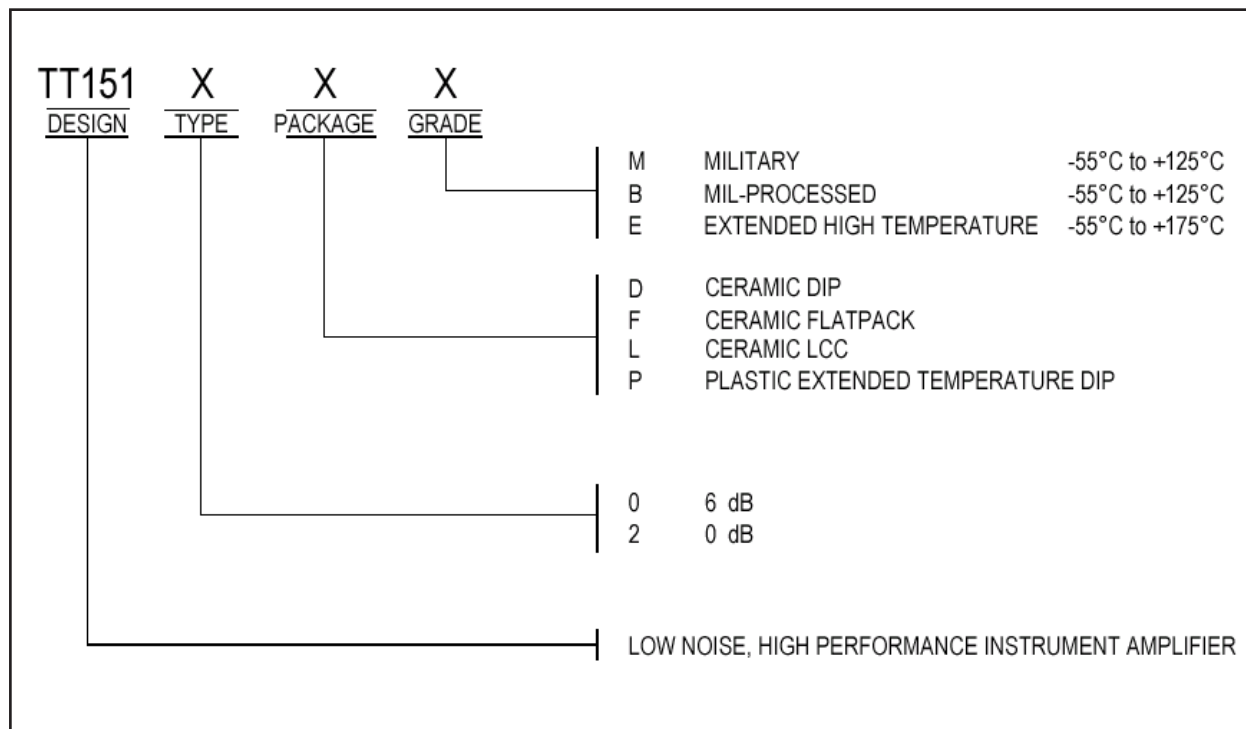 TT151 X X X
DESIGN TYPE PACKAGE GRADE
M MILITARY -55°C to +125°C
B MIL-PROCESSED -55°C to +125°C
E EXTENDED HIGH TEMPERATURE -55°C to +175°C
D CERAMIC DIP
F CERAMIC FLATPACK
L CERAMIC LCC
P PLASTIC EXTENDED TEMPERATURE DIP
0 6 dB
2 0 dB
LOW NOISE, HIGH PERFORMANCE INSTRUMENT AMPLIFIER